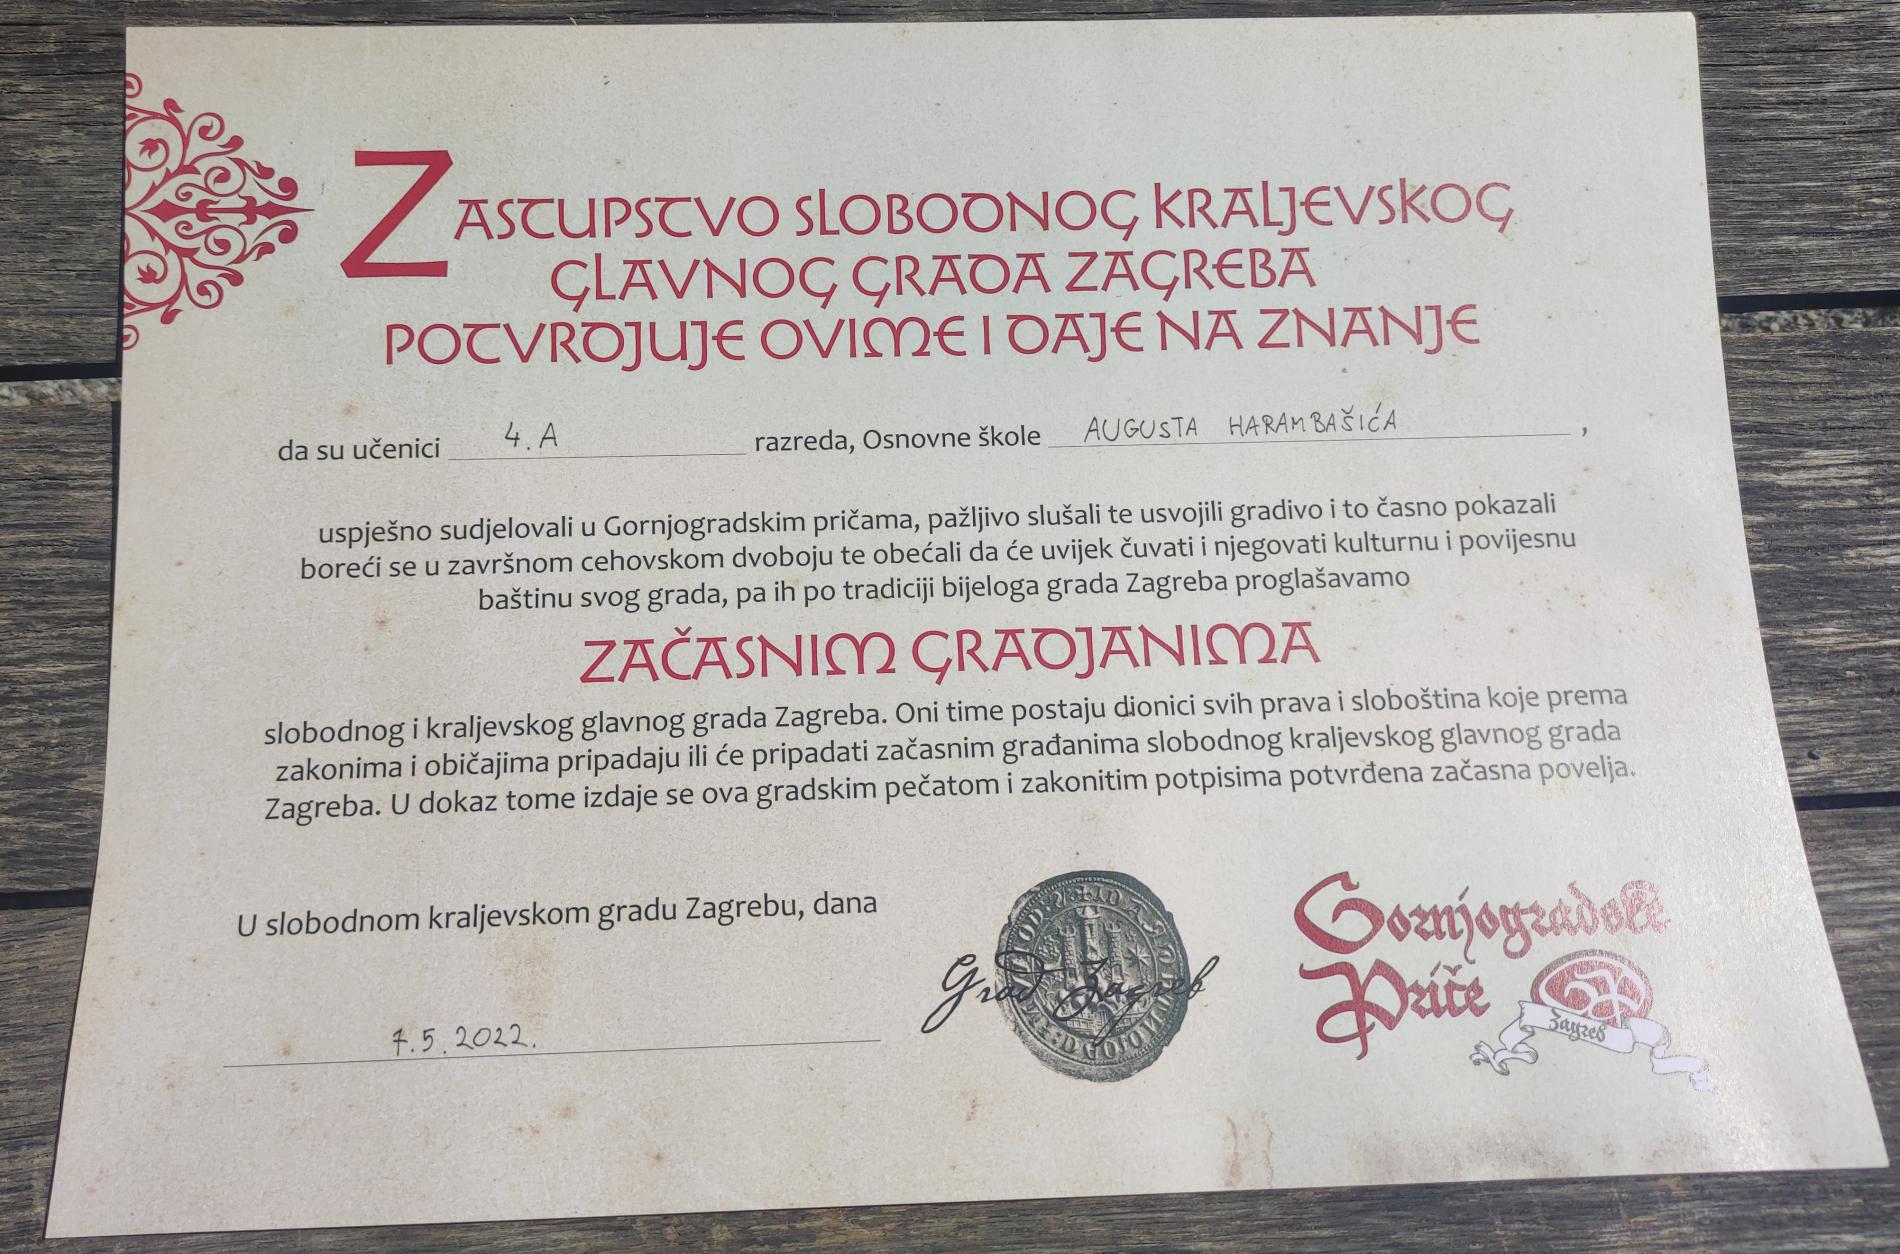 ZASTUPSTVO SLOBODNOG KRALJEVSKOG
GLAVNOG GRADA ZAGREBA
POTVRDJUJE OVIME I DAJE NA ZNANJE
da su učenici 4. A razreda, Osnovne škole AUGUSTA HARAMBAŠIĆA ,
uspješno sudjelovali u Gornjogradskim pričama, pažljivo slušali te usvojili gradivo i to časno pokazali
boreći se u završnom cehovskom dvoboju te obećali da će uvijek čuvati i njegovati kulturnu i povijesnu
baštinu svog grada, pa ih po tradiciji bijeloga grada Zagreba proglašavamo
ZAČASNIM GRADJANIMA
slobodnog i kraljevskog glavnog grada Zagreba. Oni time postaju dionici svih prava i sloboština koje prema
zakonima i običajima pripadaju ili će pripadati začasnim građanima slobodnog kraljevskog glavnog grada
Zagreba. U dokaz tome izdaje se ova gradskim pečatom i zakonitim potpisima potvrđena začasna povelja.
U slobodnom kraljevskom gradu Zagrebu, dana
7. 5. 2022.
Grad Zagreb
Gornjogradske
Priče
GP
Zagreb